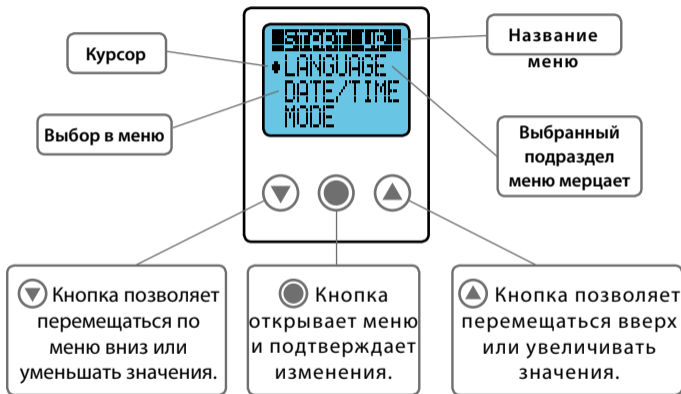 START UP
LANGUAGE
DATE/TIME
MODE
Курсор
Выбор в меню
Название
меню
Выбранный
подраздел
меню мерцает
Кнопка позволяет
перемещаться по
меню вниз или
уменьшать значения.
Кнопка
открывает меню
и подтверждает
изменения.
Кнопка позволяет
перемещаться вверх
или увеличивать
значения.